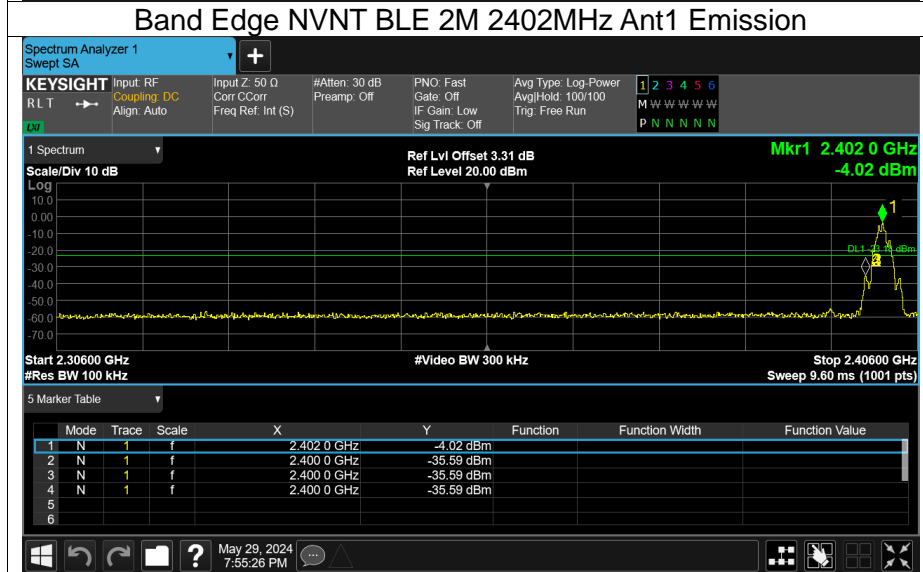 Band Edge NVNT BLE 2M 2402MHz Ant1 Emission
Spectrum Analyzer 1
Swept SA
+
KEYSIGHT Input: RF Input Z: 50 Ω #Atten: 30 dB PNO: Fast Avg Type: Log-Power 1 2 3 4 5 6
RLT Coupling: DC Corr CCorr Preamp: Off Gate: Off Avg|Hold: 100/100 M W W W W W
Align: Auto Freq Ref: Int (S) IF Gain: Low Trig: Free Run
LXI Sig Track: Off P N N N N N
1 Spectrum
Ref Lvl Offset 3.31 dB Mkr1 2.402 0 GHz
Scale/Div 10 dB Ref Level 20.00 dBm -4.02 dBm
Log
10.0
1
0.00
-10.0
-20.0
-30.0
-40.0
-50.0
-60.0
-70.0
Start 2.30600 GHz #Video BW 300 kHz Stop 2.40600 GHz
#Res BW 100 kHz Sweep 9.60 ms (1001 pts)
5 Marker Table
Mode Trace Scale X Y Function Function Width Function Value
1 N 1 f 2.402 0 GHz -4.02 dBm
2 N 1 f 2.400 0 GHz -35.59 dBm
3 N 1 f 2.400 0 GHz -35.59 dBm
4 N 1 f 2.400 0 GHz -35.59 dBm
5
6
? May 29, 2024
7:55:26 PM